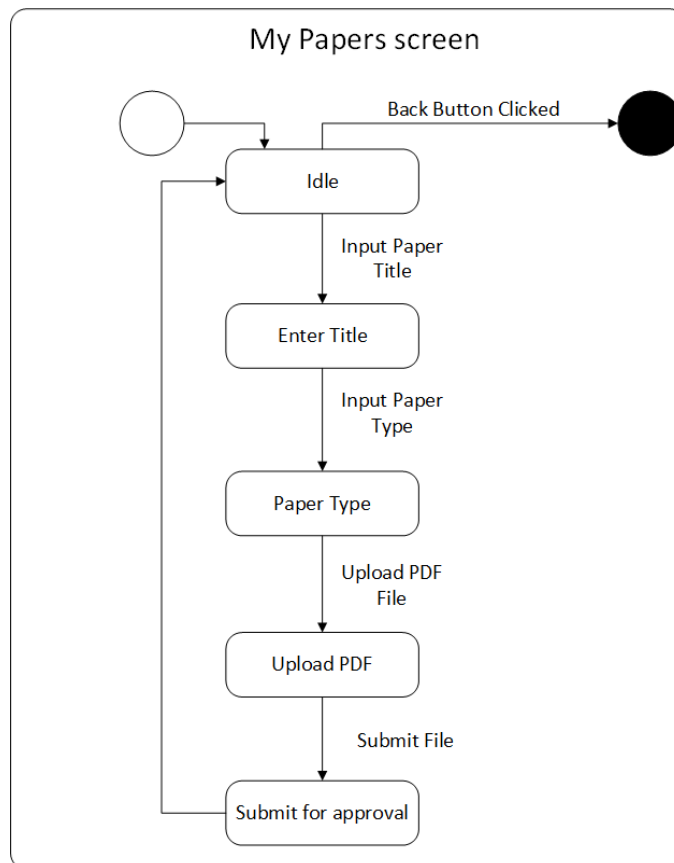 My Papers screen
Back Button Clicked
Idle
Input Paper
Title
Enter Title
Input Paper
Type
Paper Type
Upload PDF
File
Upload PDF
Submit File
Submit for approval